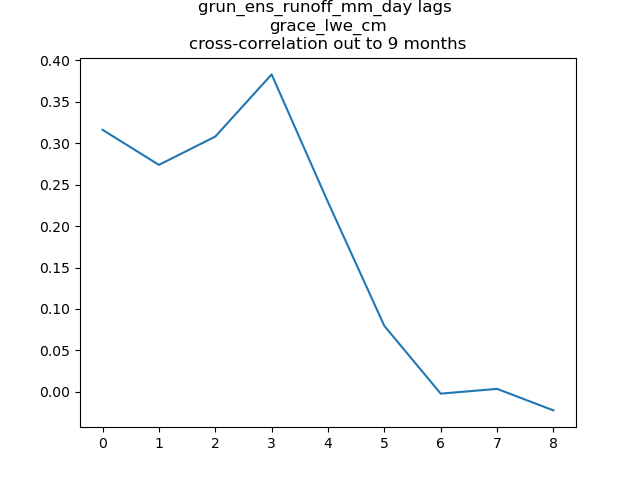 grun_ens_runoff_mm_day lags
grace_lwe_cm
cross-correlation out to 9 months
0.40
0.35
0.30
0.25
0.20
0.15
0.10
0.05
0.00
0 1 2 3 4 5 6 7 8